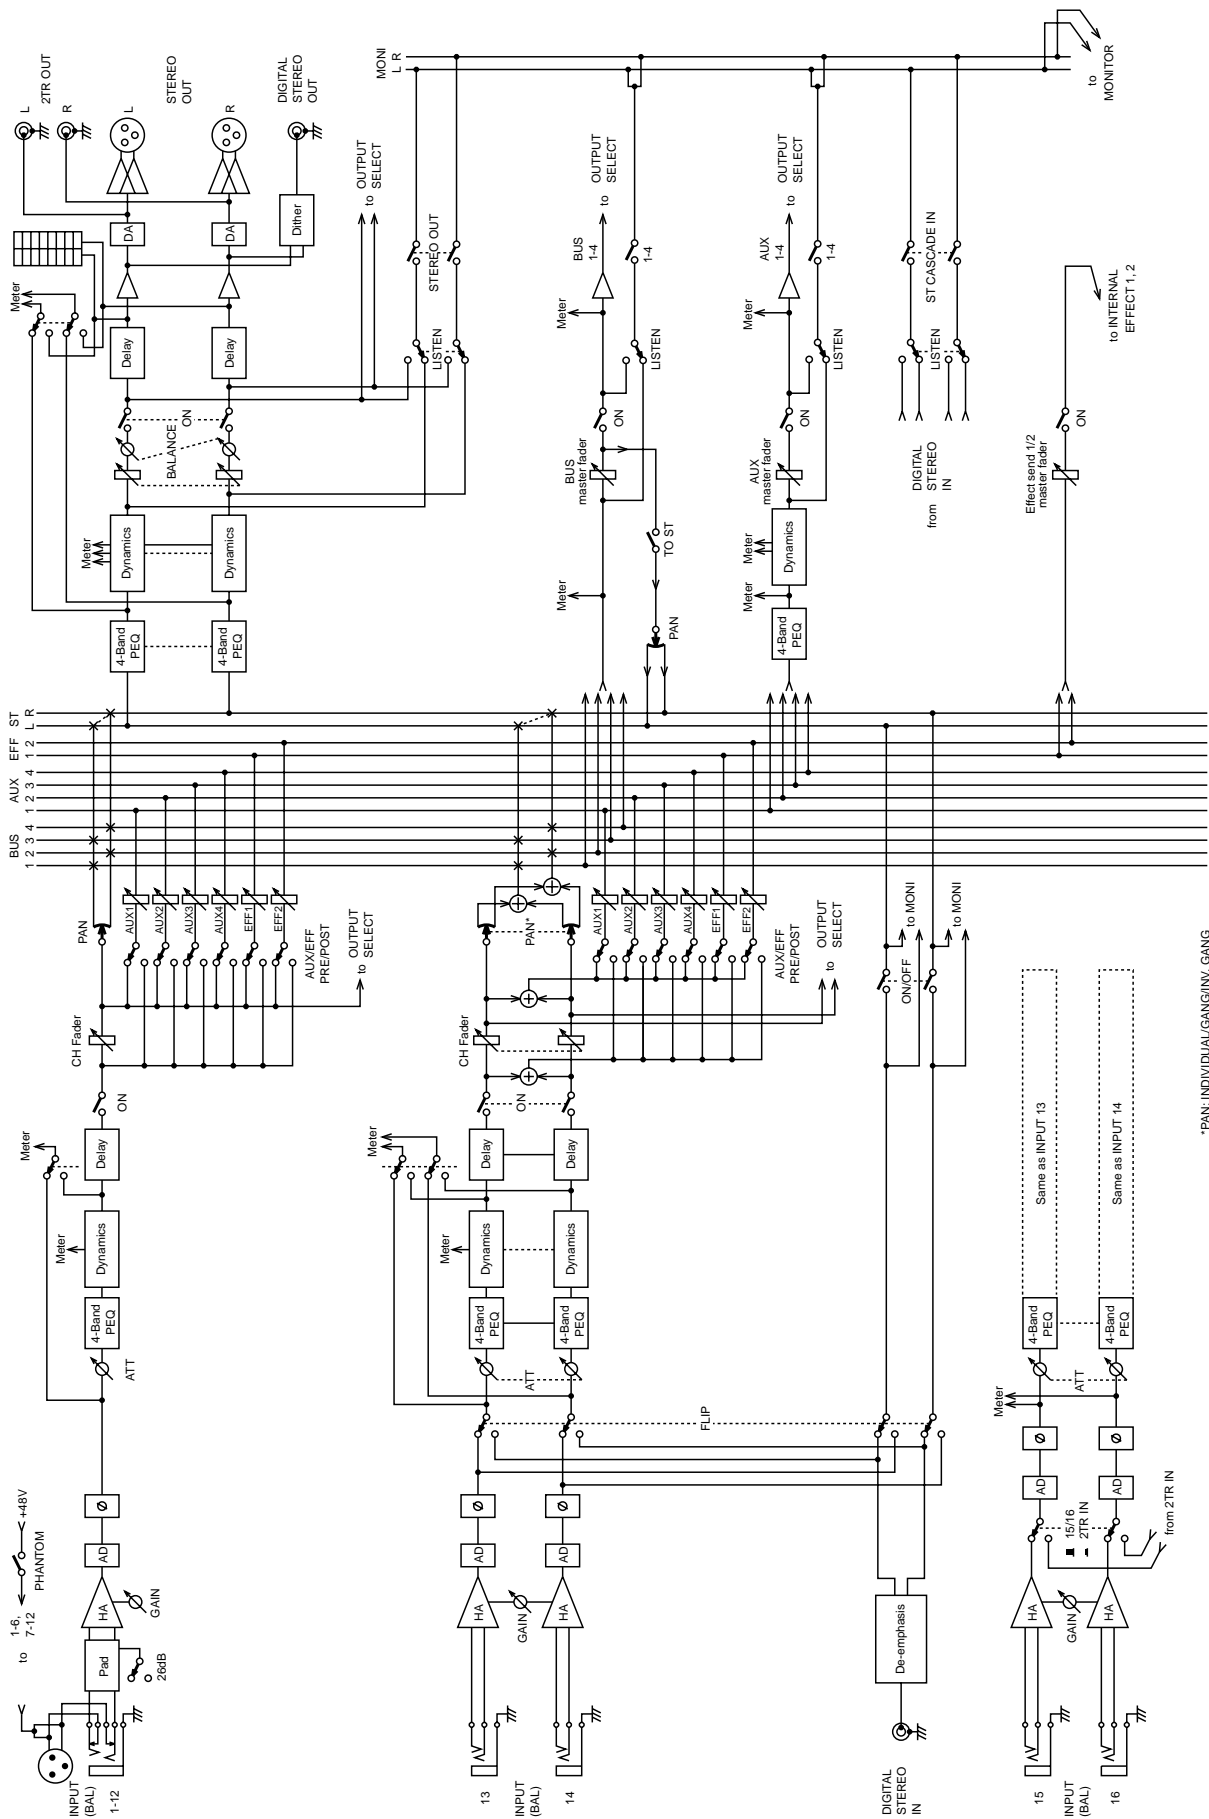 INPUT
(BAL)
1-12
to
1-6,
7-12
+48V
PHANTOM
Pad
26dB
HA
GAIN
AD
Ø
ATT
4-Band
PEQ
Meter
Dynamics
Meter
Delay
ON
CH Fader
AUX/EFF
PRE/POST
to
OUTPUT
SELECT
AUX1
AUX2
AUX3
AUX4
EFF1
EFF2
PAN
BUS
1 2 3 4
AUX
1 2 3 4
EFF
1 2
ST
L R
4-Band
PEQ
4-Band
PEQ
Meter
Dynamics
Dynamics
BALANCE
ON
Delay
Delay
Meter
DA
DA
Dither
L
2TR OUT
R
L
STEREO
OUT
R
DIGITAL
STEREO
OUT
to
OUTPUT
SELECT
LISTEN
STEREO OUT
MONI
L R
13
INPUT
(BAL)
14
HA
GAIN
HA
AD
AD
Ø
Ø
FLIP
ATT
4-Band
PEQ
4-Band
PEQ
Meter
Dynamics
Dynamics
Meter
Delay
Delay
ON
CH Fader
PAN*
AUX/EFF
PRE/POST
to
OUTPUT
SELECT
AUX1
AUX2
AUX3
AUX4
EFF1
EFF2
Meter
PAN
TO ST
BUS
master fader
ON
LISTEN
Meter
BUS
1-4
to
OUTPUT
SELECT
1-4
4-Band
PEQ
Meter
Dynamics
Meter
AUX
master fader
ON
LISTEN
Meter
AUX
1-4
to
OUTPUT
SELECT
1-4
from
DIGITAL
STEREO
IN
LISTEN
ST CASCADE IN
to
MONITOR
Effect send 1/2
master fader
ON
to INTERNAL
EFFECT 1, 2
DIGITAL
STEREO
IN
De-emphasis
ON/OFF
to MONI
to MONI
15
INPUT
(BAL)
16
HA
GAIN
HA
15/16
2TR IN
from 2TR IN
AD
AD
Ø
Ø
Meter
ATT
4-Band
PEQ
4-Band
PEQ
Same as INPUT 13
Same as INPUT 14
*PAN: INDIVIDUAL/GANG/INV. GANG